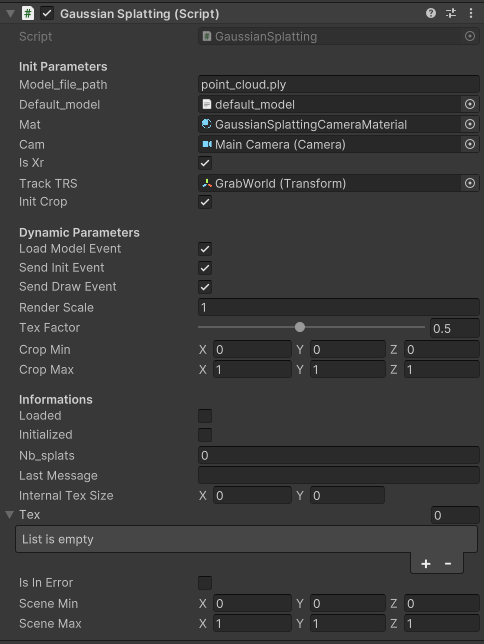 Gaussian Splatting (Script)
Script GaussianSplatting
Init Parameters
Model_file_path point_cloud.ply
Default_model default_model
Mat GaussianSplattingCameraMaterial
Cam Main Camera (Camera)
Is Xr
Track TRS GrabWorld (Transform)
Init Crop
Dynamic Parameters
Load Model Event
Send Init Event
Send Draw Event
Render Scale 1
Tex Factor 0.5
Crop Min X 0 Y 0 Z 0
Crop Max X 1 Y 1 Z 1
Informations
Loaded
Initialized
Nb_splats 0
Last Message
Internal Tex Size X 0 Y 0
Tex 0
List is empty
+ -
Is In Error
Scene Min X 0 Y 0 Z 0
Scene Max X 1 Y 1 Z 1